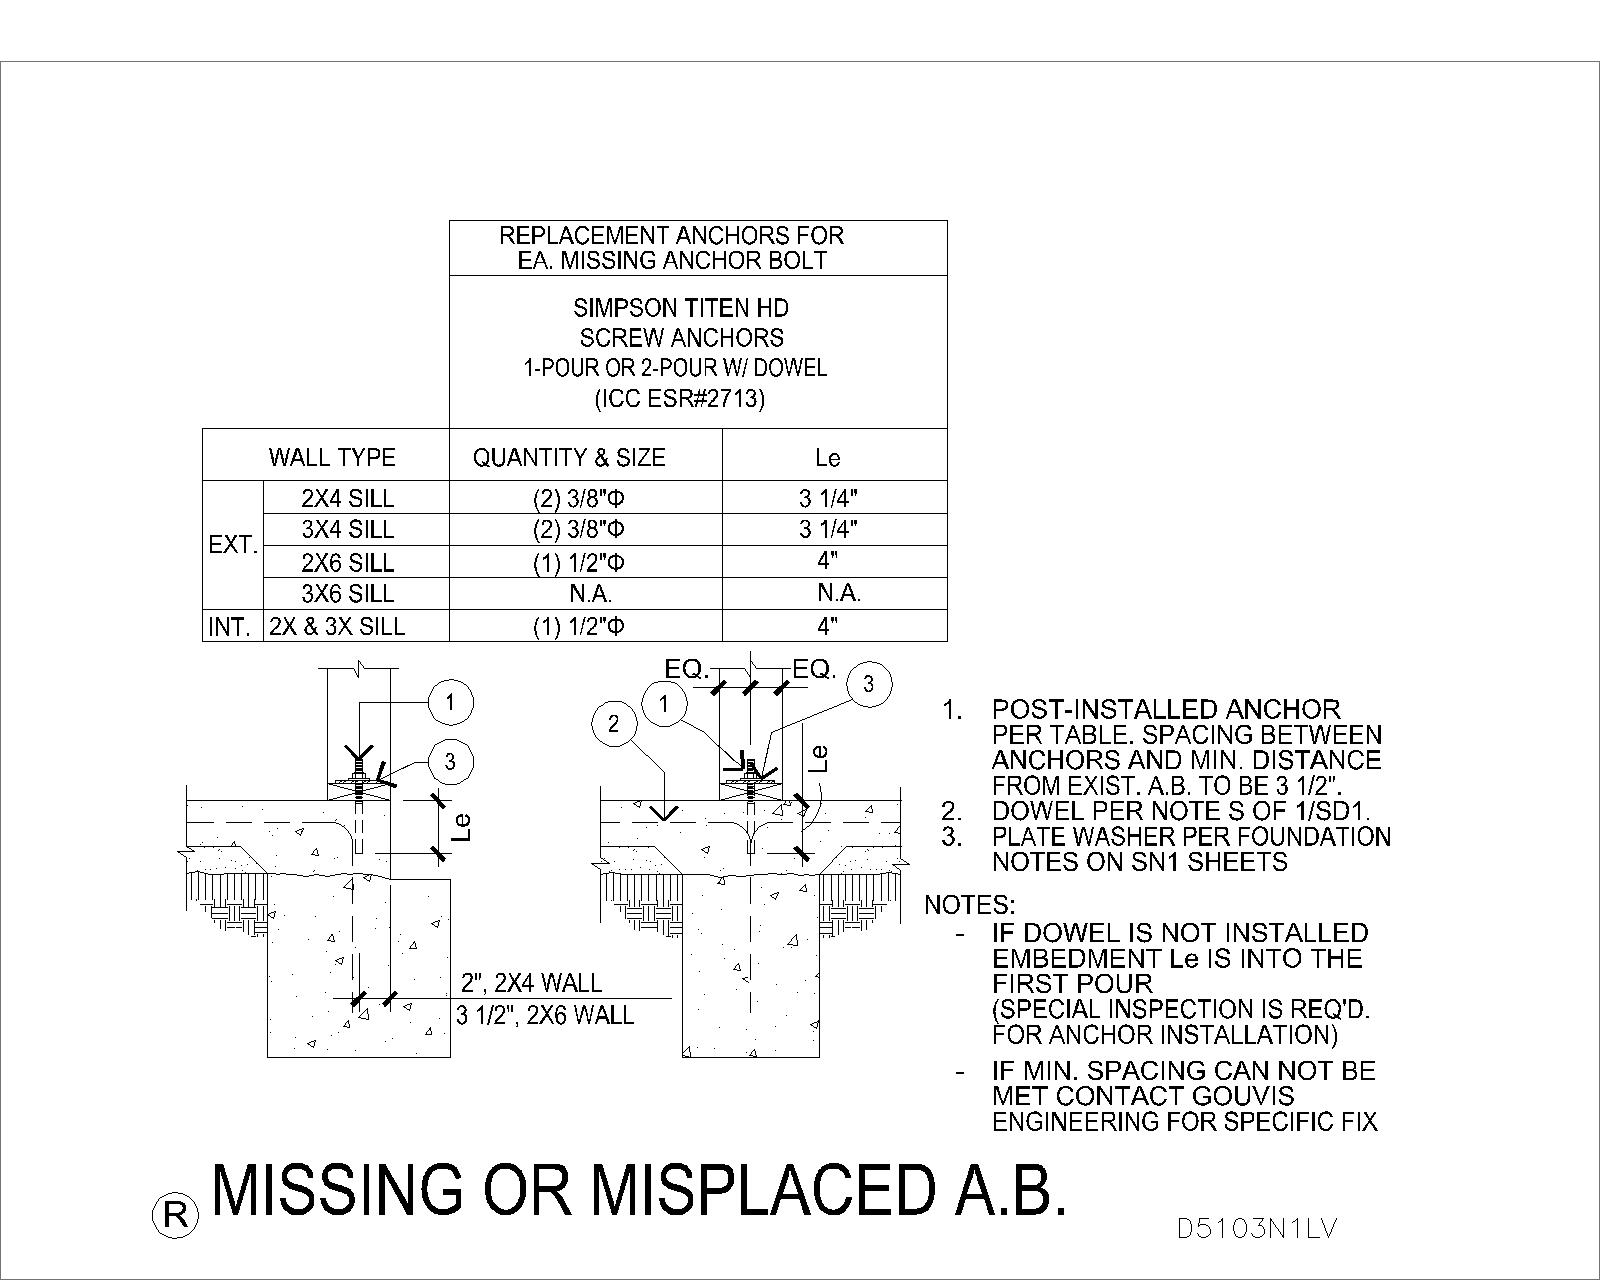 REPLACEMENT ANCHORS FOR
EA. MISSING ANCHOR BOLT
SIMPSON TITEN HD
SCREW ANCHORS
1-POUR OR 2-POUR W/ DOWEL
(ICC ESR#2713)
WALL TYPE QUANTITY & SIZE Le
EXT.
2X4 SILL (2) 3/8"Φ 3 1/4"
3X4 SILL (2) 3/8"Φ 3 1/4"
2X6 SILL (1) 1/2"Φ 4"
3X6 SILL N.A. N.A.
INT. 2X & 3X SILL (1) 1/2"Φ 4"
1
3
Le
2", 2X4 WALL
3 1/2", 2X6 WALL
EQ. EQ.
3
1
2
Le
1. POST-INSTALLED ANCHOR
PER TABLE. SPACING BETWEEN
ANCHORS AND MIN. DISTANCE
FROM EXIST. A.B. TO BE 3 1/2".
2. DOWEL PER NOTE S OF 1/SD1.
3. PLATE WASHER PER FOUNDATION
NOTES ON SN1 SHEETS
NOTES:
- IF DOWEL IS NOT INSTALLED
EMBEDMENT Le IS INTO THE
FIRST POUR
(SPECIAL INSPECTION IS REQ'D.
FOR ANCHOR INSTALLATION)
- IF MIN. SPACING CAN NOT BE
MET CONTACT GOUVIS
ENGINEERING FOR SPECIFIC FIX
R MISSING OR MISPLACED A.B.
D5103N1LV